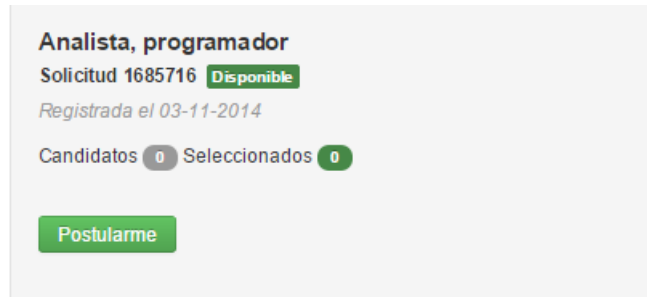 Analista, programador
Solicitud 1685716 Disponible
Registrada el 03-11-2014
Candidatos 0 Seleccionados 0
Postularme